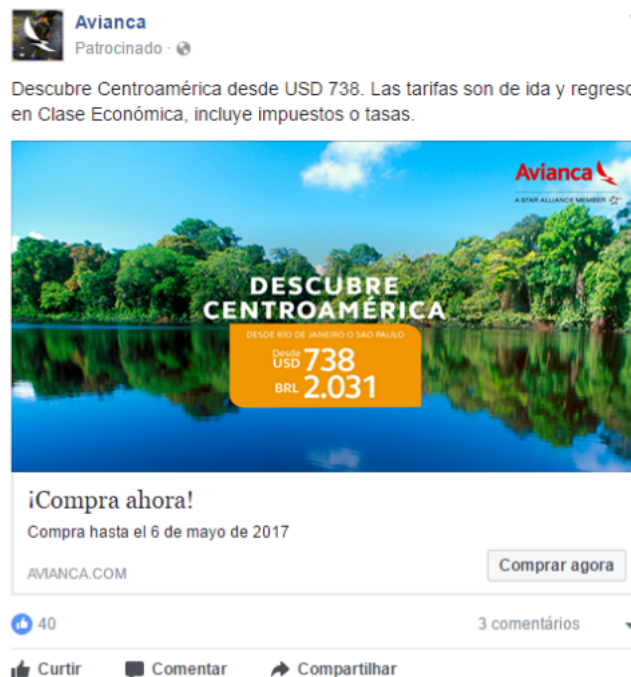 Avianca
Patrocinado ·
Descubre Centroamérica desde USD 738. Las tarifas son de ida y regreso
en Clase Económica, incluye impuestos o tasas.
Avianca
A STAR ALLIANCE MEMBER
DESCUBRE
CENTROAMÉRICA
DESDE RÍO DE JANEIRO O SAO PAULO
Desde
USD 738
BRL 2.031
¡Compra ahora!
Compra hasta el 6 de mayo de 2017
AVIANCA.COM
Comprar agora
40
3 comentários
Curtir Comentar Compartilhar